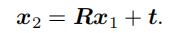 x₂ = Rx₁ + t.